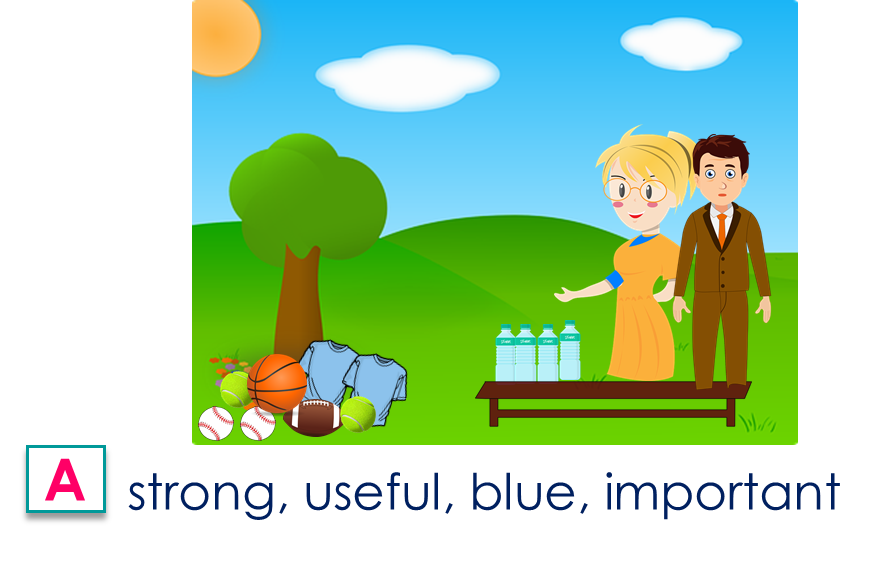 A strong, useful, blue, important